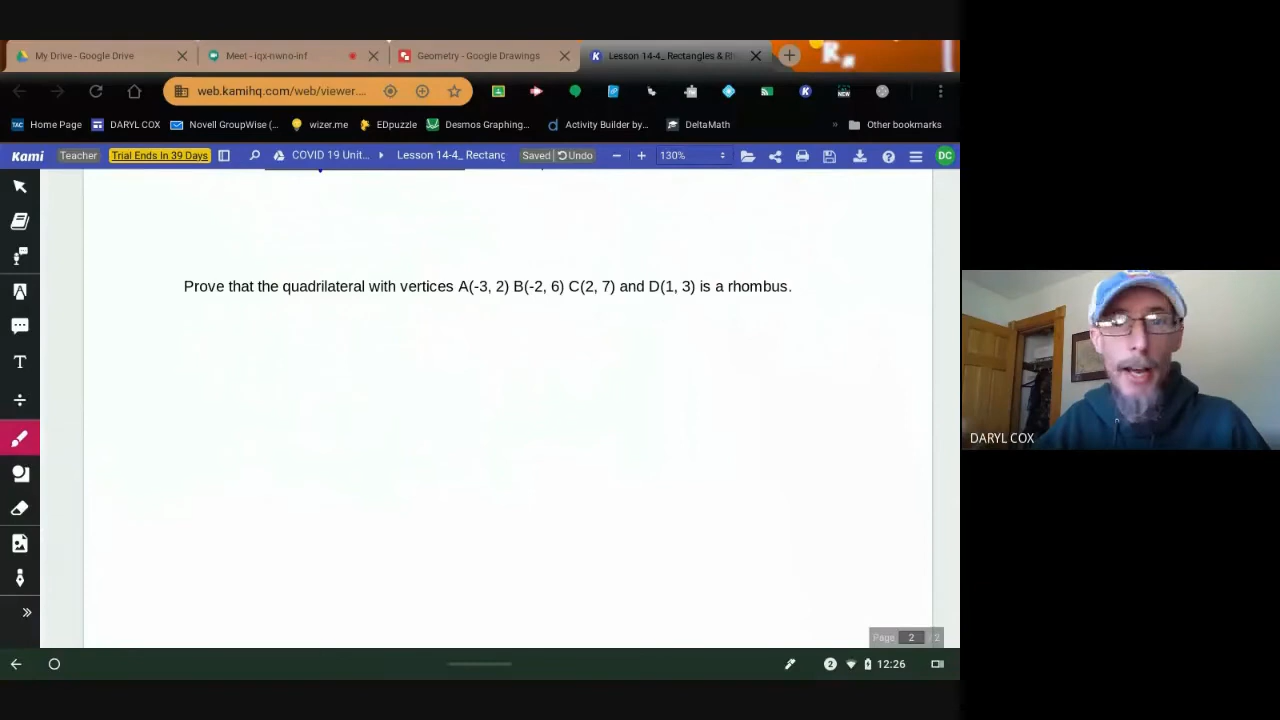 My Drive - Google Drive
Meet - iqx-nwno-inf
Geometry - Google Drawings
Lesson 14-4_ Rectangles & R
web.kamihq.com/web/viewer....
NEW
TAC Home Page
DARYL COX
Novell GroupWise (...
wizer.me
EDpuzzle
Desmos Graphing...
Activity Builder by...
DeltaMath
»
Other bookmarks
Kami
Teacher
Trial Ends In 39 Days
COVID 19 Unit...
Lesson 14-4_ Rectang
Saved
Undo
130%
DC
Prove that the quadrilateral with vertices A(-3, 2) B(-2, 6) C(2, 7) and D(1, 3) is a rhombus.
DARYL COX
Page 2 / 2
2
12:26